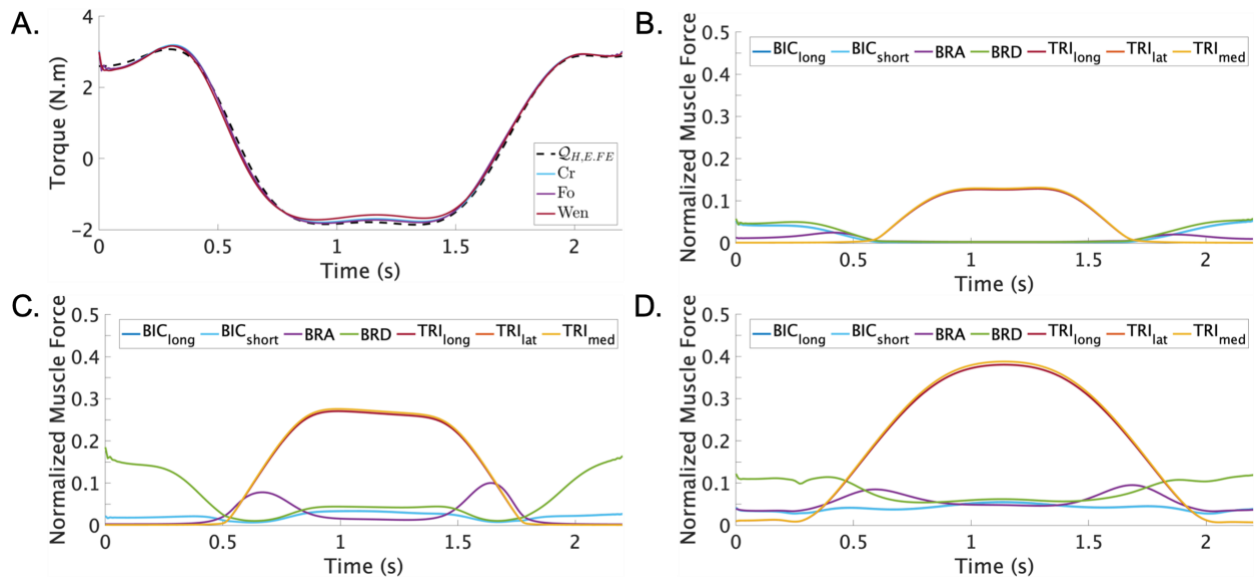 A.
Torque (N.m)
4
2
0
−2
0 0.5 1 1.5 2
Time (s)
Q_{H,E.FE}
Cr
Fo
Wen
B.
Normalized Muscle Force
0.5
0.4
0.3
0.2
0.1
0
BIC_long BIC_short BRA BRD TRI_long TRI_lat TRI_med
0 0.5 1 1.5 2
Time (s)
C.
Normalized Muscle Force
0.5
0.4
0.3
0.2
0.1
0
BIC_long BIC_short BRA BRD TRI_long TRI_lat TRI_med
0 0.5 1 1.5 2
Time (s)
D.
Normalized Muscle Force
0.5
0.4
0.3
0.2
0.1
0
BIC_long BIC_short BRA BRD TRI_long TRI_lat TRI_med
0 0.5 1 1.5 2
Time (s)